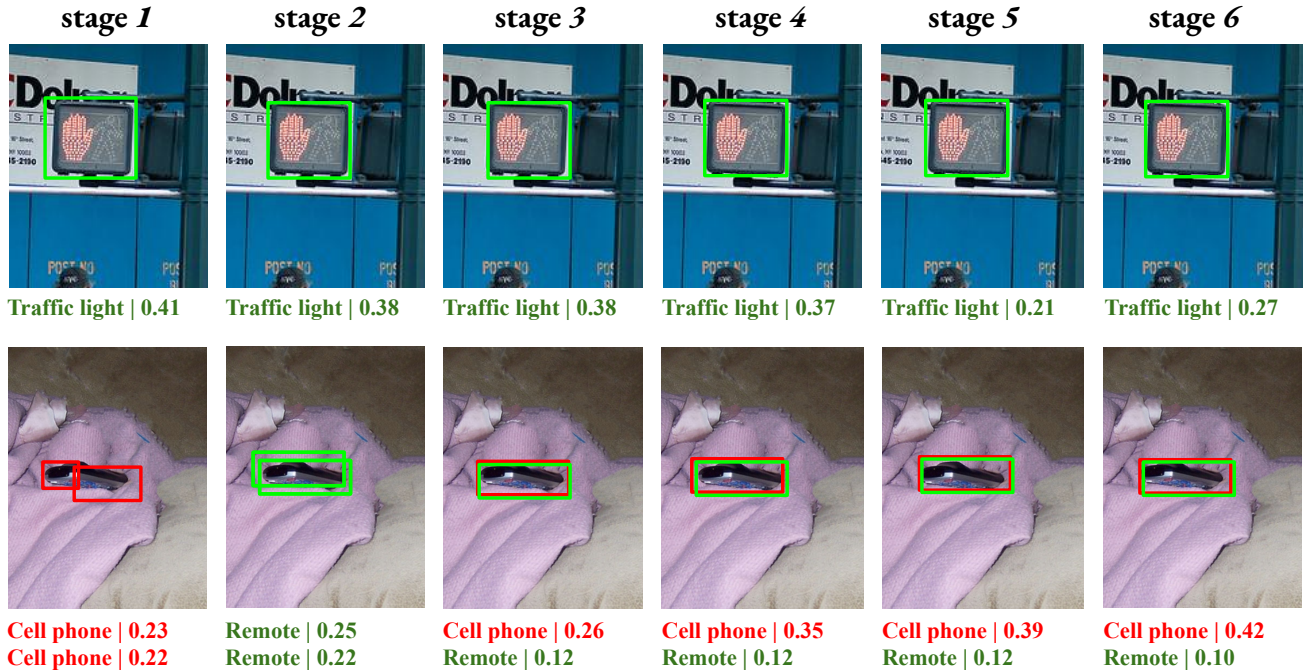 stage 1 stage 2 stage 3 stage 4 stage 5 stage 6
Traffic light | 0.41 Traffic light | 0.38 Traffic light | 0.38 Traffic light | 0.37 Traffic light | 0.21 Traffic light | 0.27
Cell phone | 0.23 Remote | 0.25 Cell phone | 0.26 Cell phone | 0.35 Cell phone | 0.39 Cell phone | 0.42
Cell phone | 0.22 Remote | 0.22 Remote | 0.12 Remote | 0.12 Remote | 0.12 Remote | 0.10